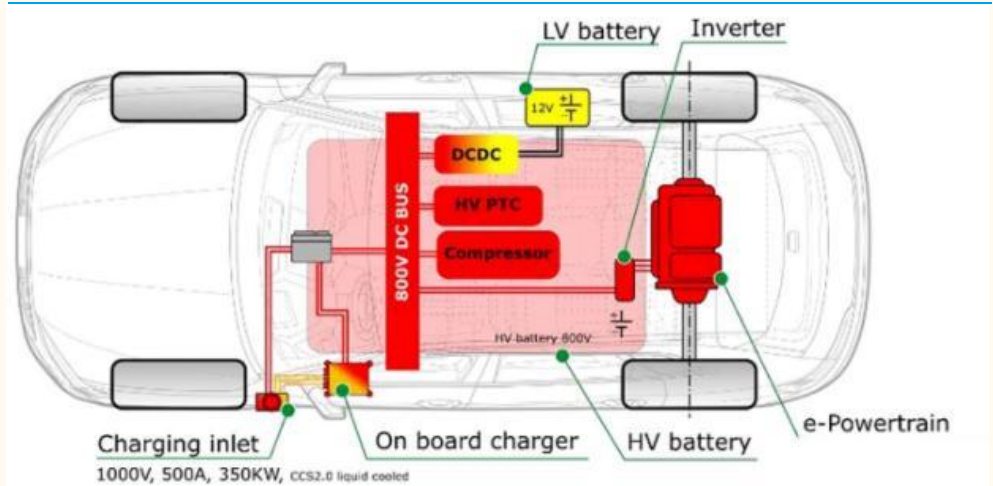 LV battery
Inverter
12V
DCDC
HV PTC
Compressor
800V DC BUS
HV battery 800V
Charging inlet
1000V, 500A, 350KW, CCS2.0 liquid cooled
On board charger
HV battery
e-Powertrain